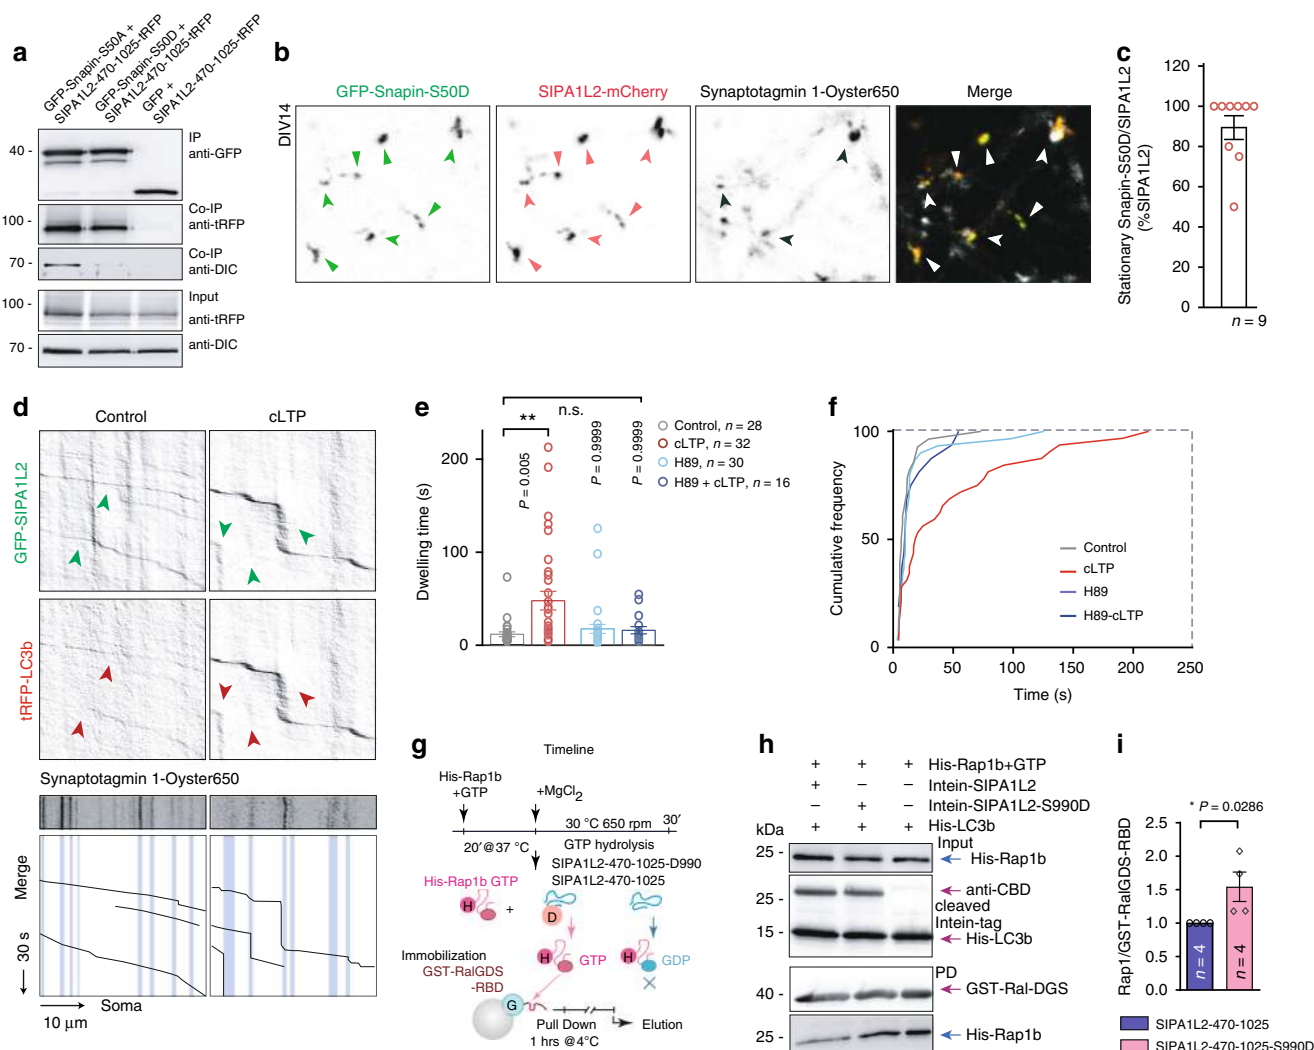 a
GFP-Snapin-S50A +
SIPA1L2-470-1025-tRFP
GFP-Snapin-S50D +
SIPA1L2-470-1025-tRFP
GFP +
SIPA1L2-470-1025-tRFP
40 -
IP
anti-GFP
100 -
Co-IP
anti-tRFP
70 -
Co-IP
anti-DIC
100 -
Input
anti-tRFP
70 -
anti-DIC
b
GFP-Snapin-S50D
SIPA1L2-mCherry
Synaptotagmin 1-Oyster650
Merge
DIV14
c
Stationary Snapin-S50D/SIPA1L2
(%SIPA1L2)
120
100
80
60
40
20
0
n = 9
d
Control
cLTP
GFP-SIPA1L2
tRFP-LC3b
Synaptotagmin 1-Oyster650
Merge
30 s
Soma
10 μm
e
n.s.
**
P = 0.005
P = 0.9999
P = 0.9999
Control, n = 28
cLTP, n = 32
H89, n = 30
H89 + cLTP, n = 16
Dwelling time (s)
200
100
0
f
Cumulative frequency
100
50
0
Control
cLTP
H89
H89-cLTP
0
50
100
150
200
250
Time (s)
g
Timeline
His-Rap1b
+GTP
+MgCl2
30 °C 650 rpm
30′
20′@37 °C
GTP hydrolysis
SIPA1L2-470-1025-D990
SIPA1L2-470-1025
His-Rap1b GTP
H
+
D
Immobilization
GST-RalGDS
-RBD
H
GTP
H
GDP
G
Pull Down
1 hrs @4°C
Elution
h
+ + + His-Rap1b+GTP
+ − − Intein-SIPA1L2
− + − Intein-SIPA1L2-S990D
+ + + His-LC3b
kDa
Input
25 -
His-Rap1b
25 -
anti-CBD
cleaved
Intein-tag
15 -
His-LC3b
PD
40 -
GST-Ral-DGS
25 -
His-Rap1b
i
* P = 0.0286
Rap1/GST-RalGDS-RBD
2.5
2.0
1.5
1.0
0.5
0.0
n = 4
n = 4
SIPA1L2-470-1025
SIPA1L2-470-1025-S990D